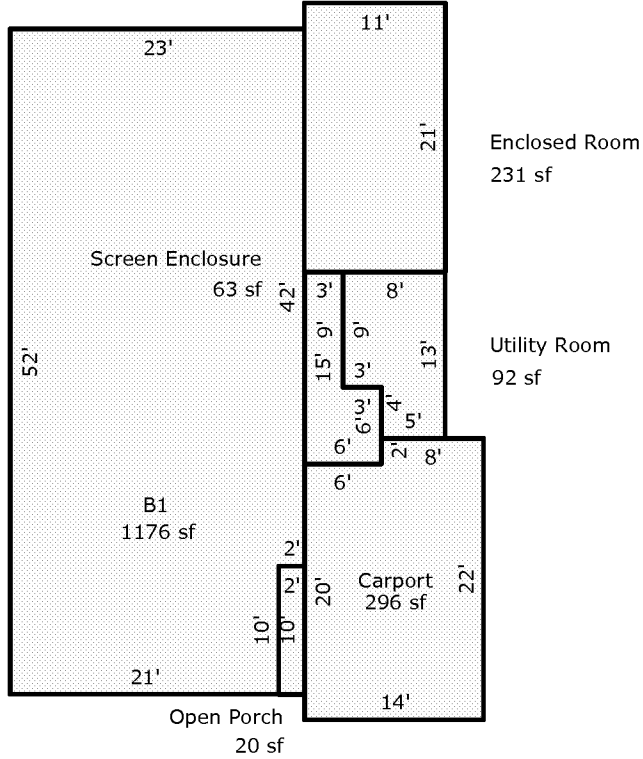 11'
23'
21'
Enclosed Room
231 sf
Screen Enclosure
63 sf
42'
3'
8'
9'
9'
52'
15'
3'
13'
Utility Room
92 sf
3'
4'
6'
5'
6'
2'
8'
6'
B1
1176 sf
2'
2'
20'
Carport
296 sf
22'
10'
10'
21'
14'
Open Porch
20 sf